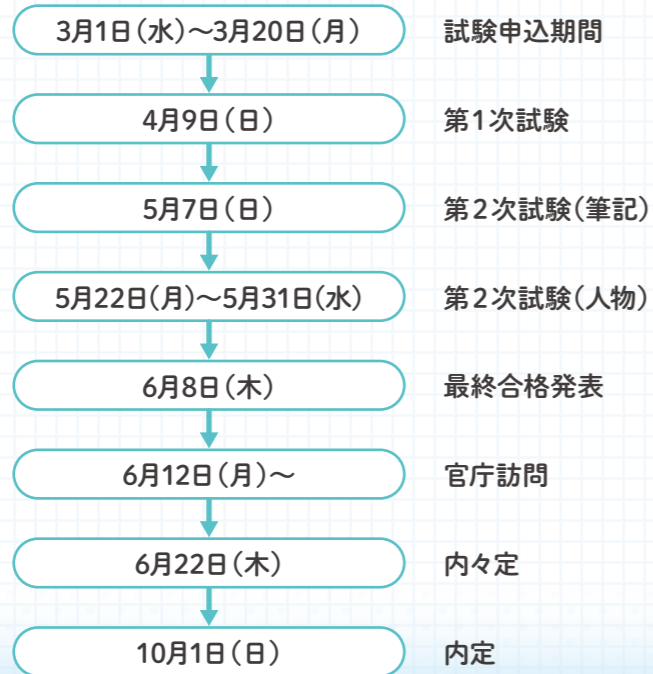 3月1日(水)～3月20日(月) 試験申込期間
4月9日(日) 第1次試験
5月7日(日) 第2次試験(筆記)
5月22日(月)～5月31日(水) 第2次試験(人物)
6月8日(木) 最終合格発表
6月12日(月)～ 官庁訪問
6月22日(木) 内々定
10月1日(日) 内定